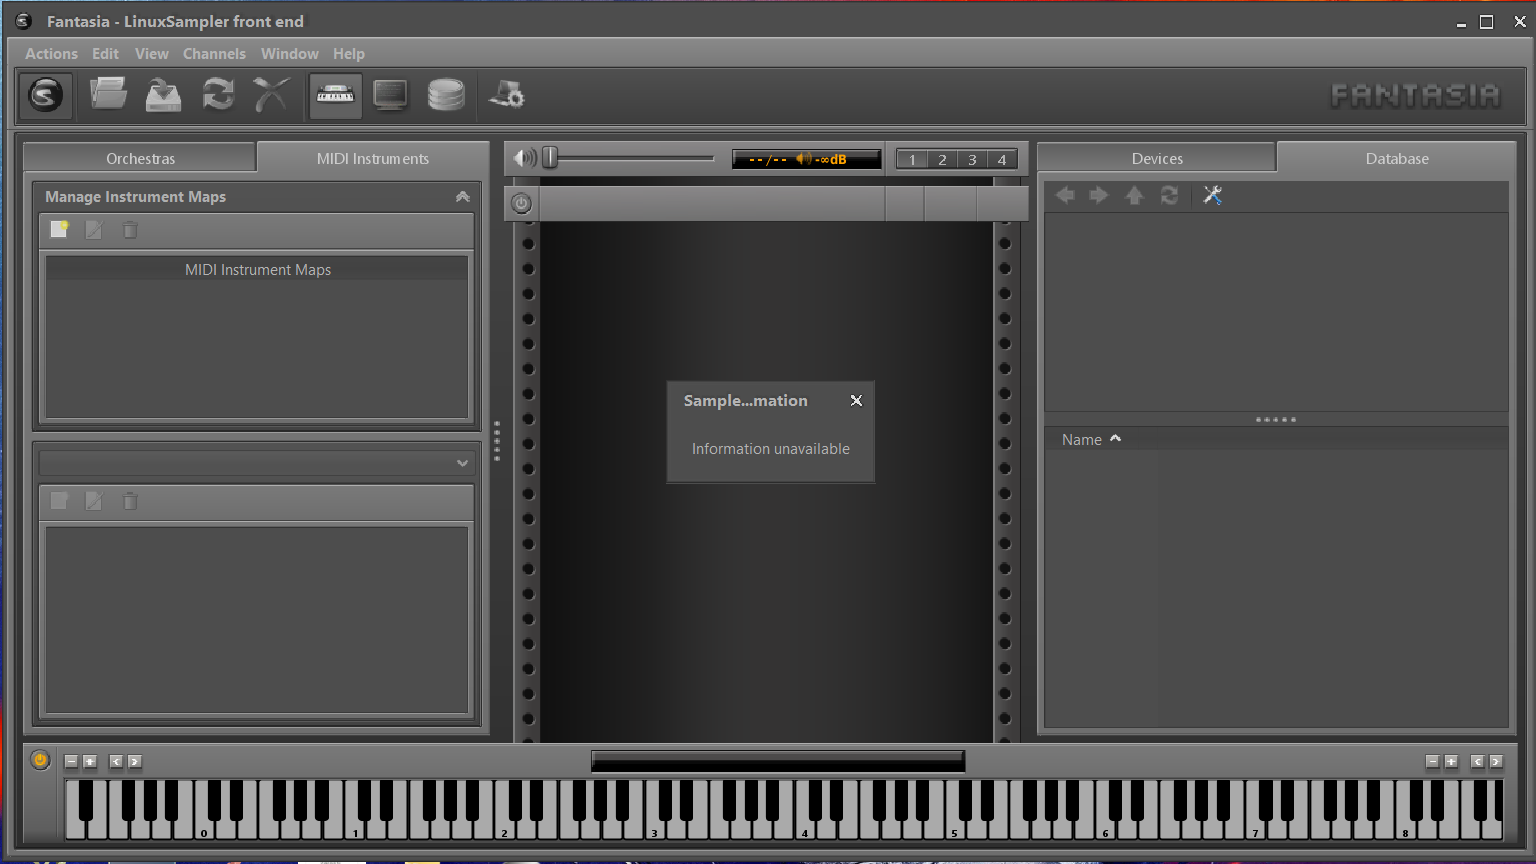 Fantasia - LinuxSampler front end
Actions Edit View Channels Window Help
FANTASIA
Orchestras MIDI Instruments
--/-- -∞dB 1 2 3 4
Devices Database
Manage Instrument Maps
MIDI Instrument Maps
Sample...mation
Information unavailable
Name
0 1 2 3 4 5 6 7 8